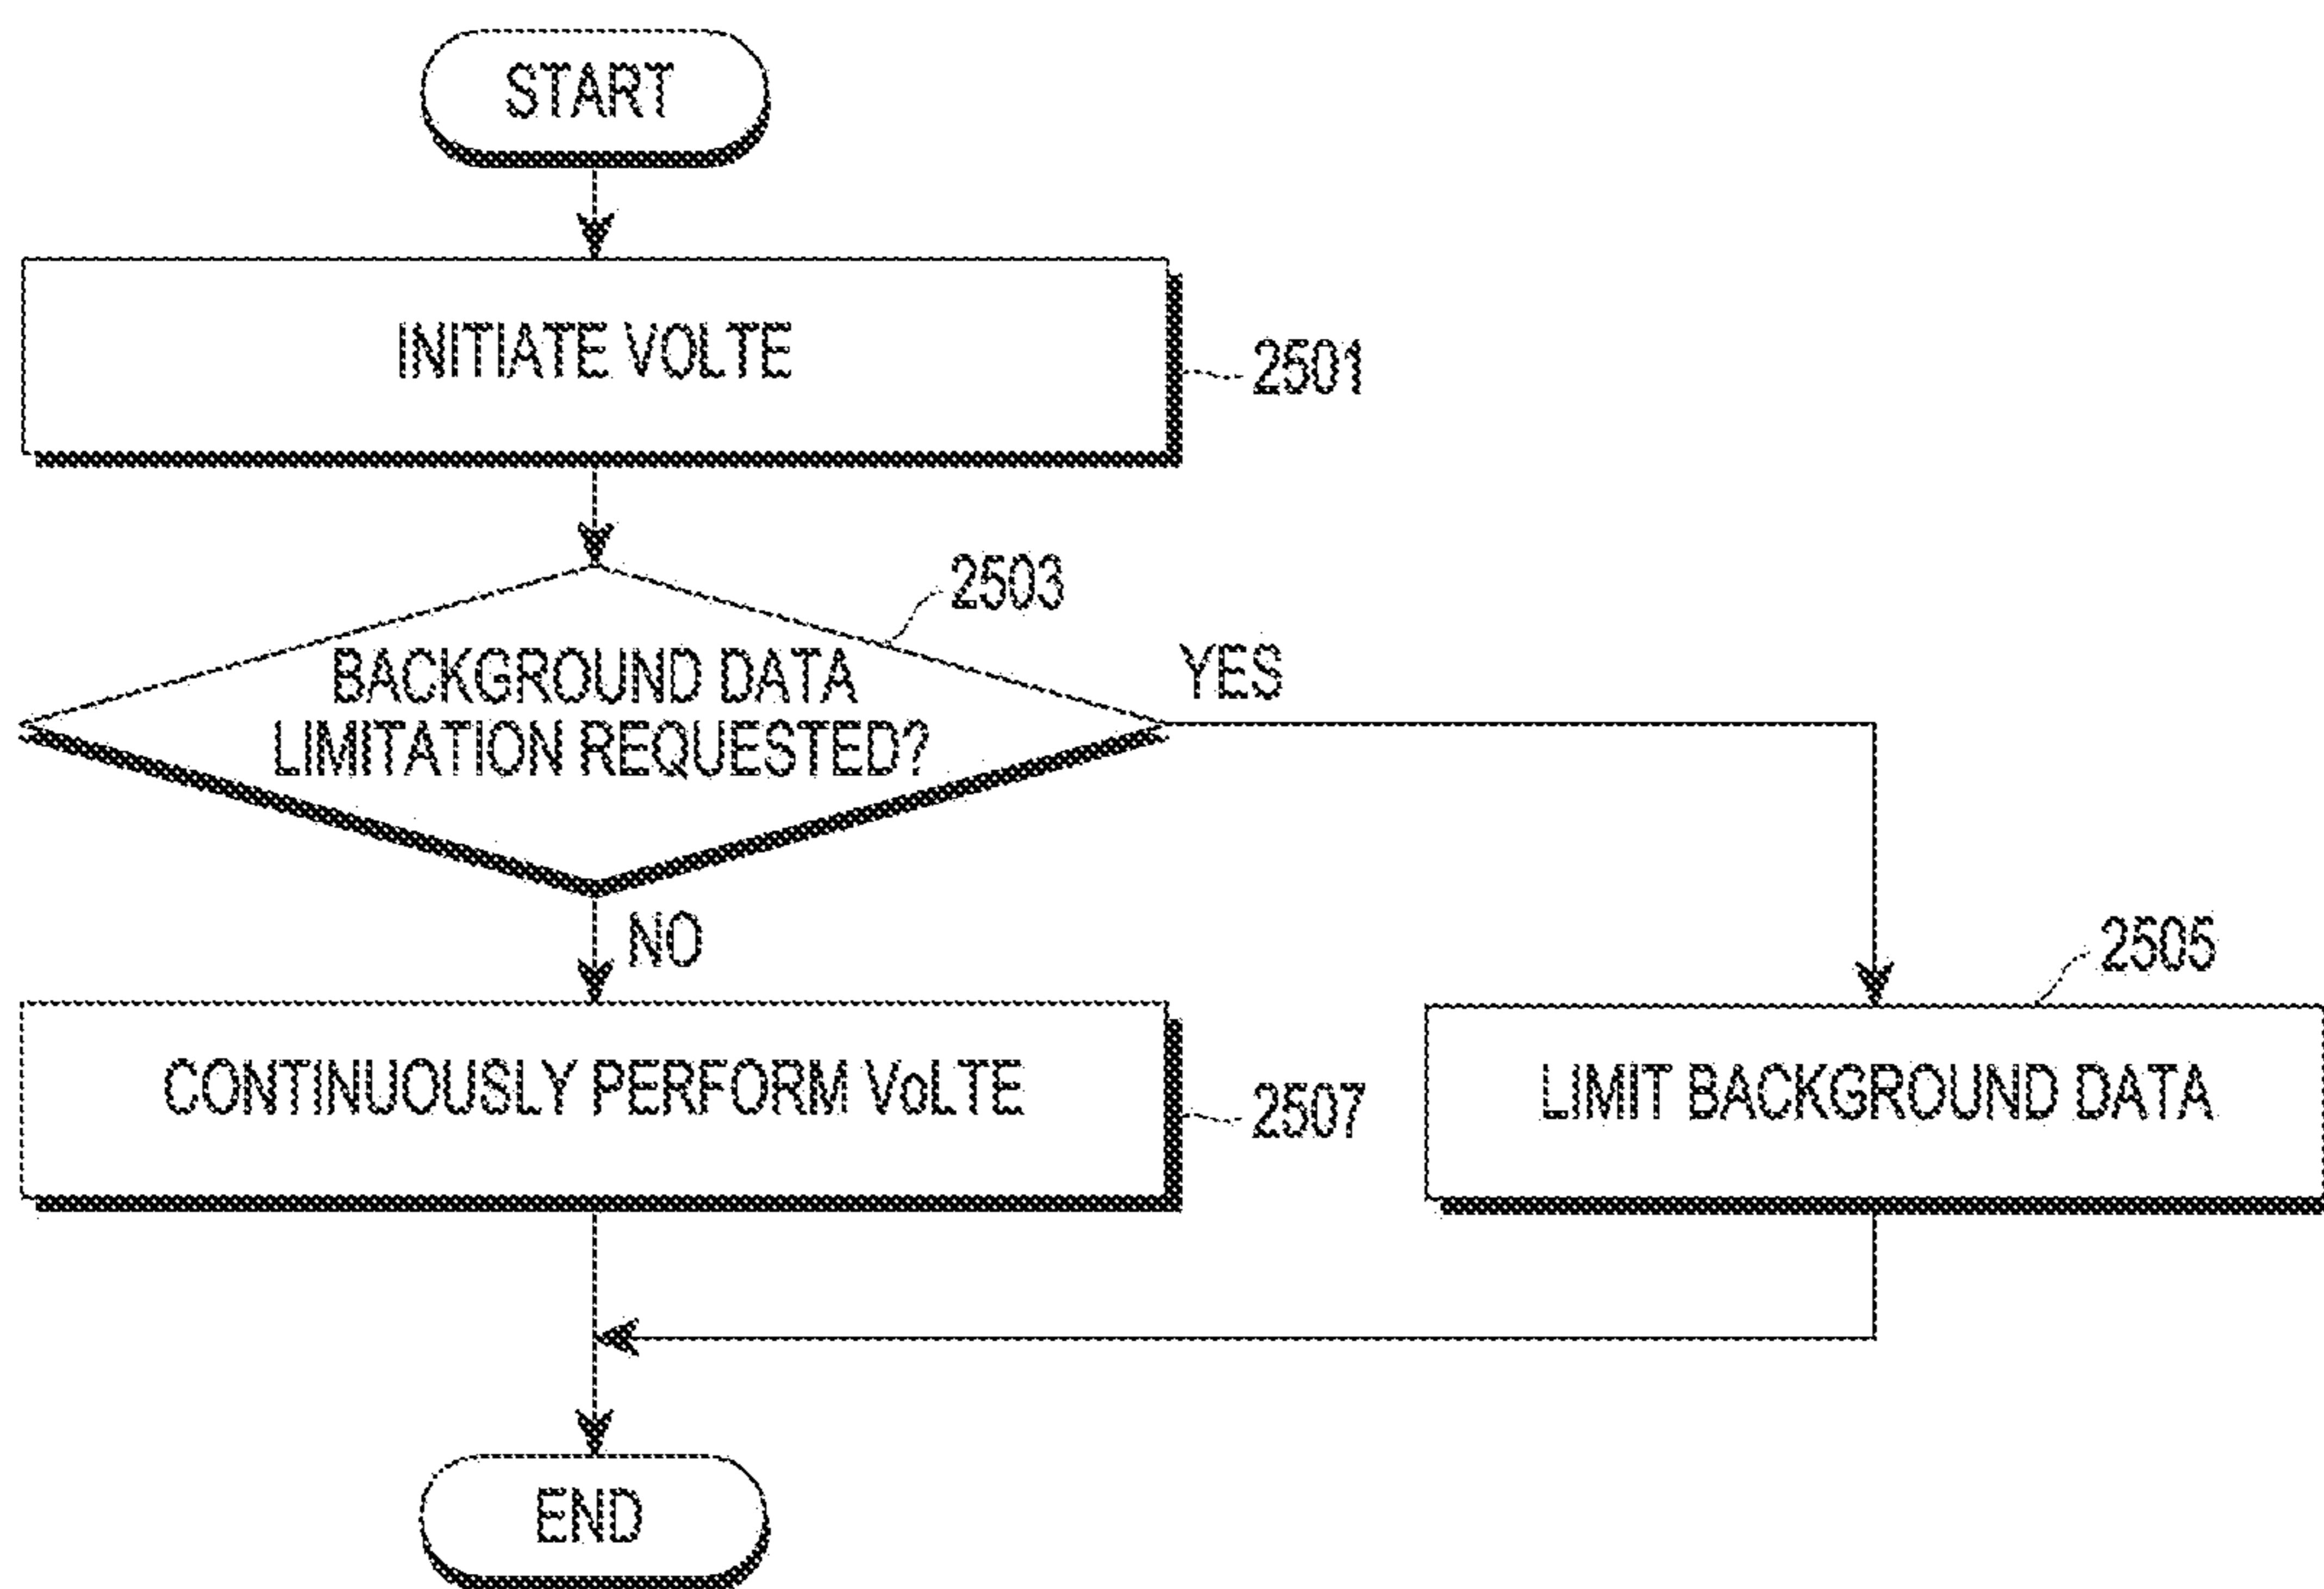 START
INITIATE VOLTE
2501
2503
BACKGROUND DATA
LIMITATION REQUESTED?
YES
NO
2505
CONTINUOUSLY PERFORM VoLTE
2507
LIMIT BACKGROUND DATA
END